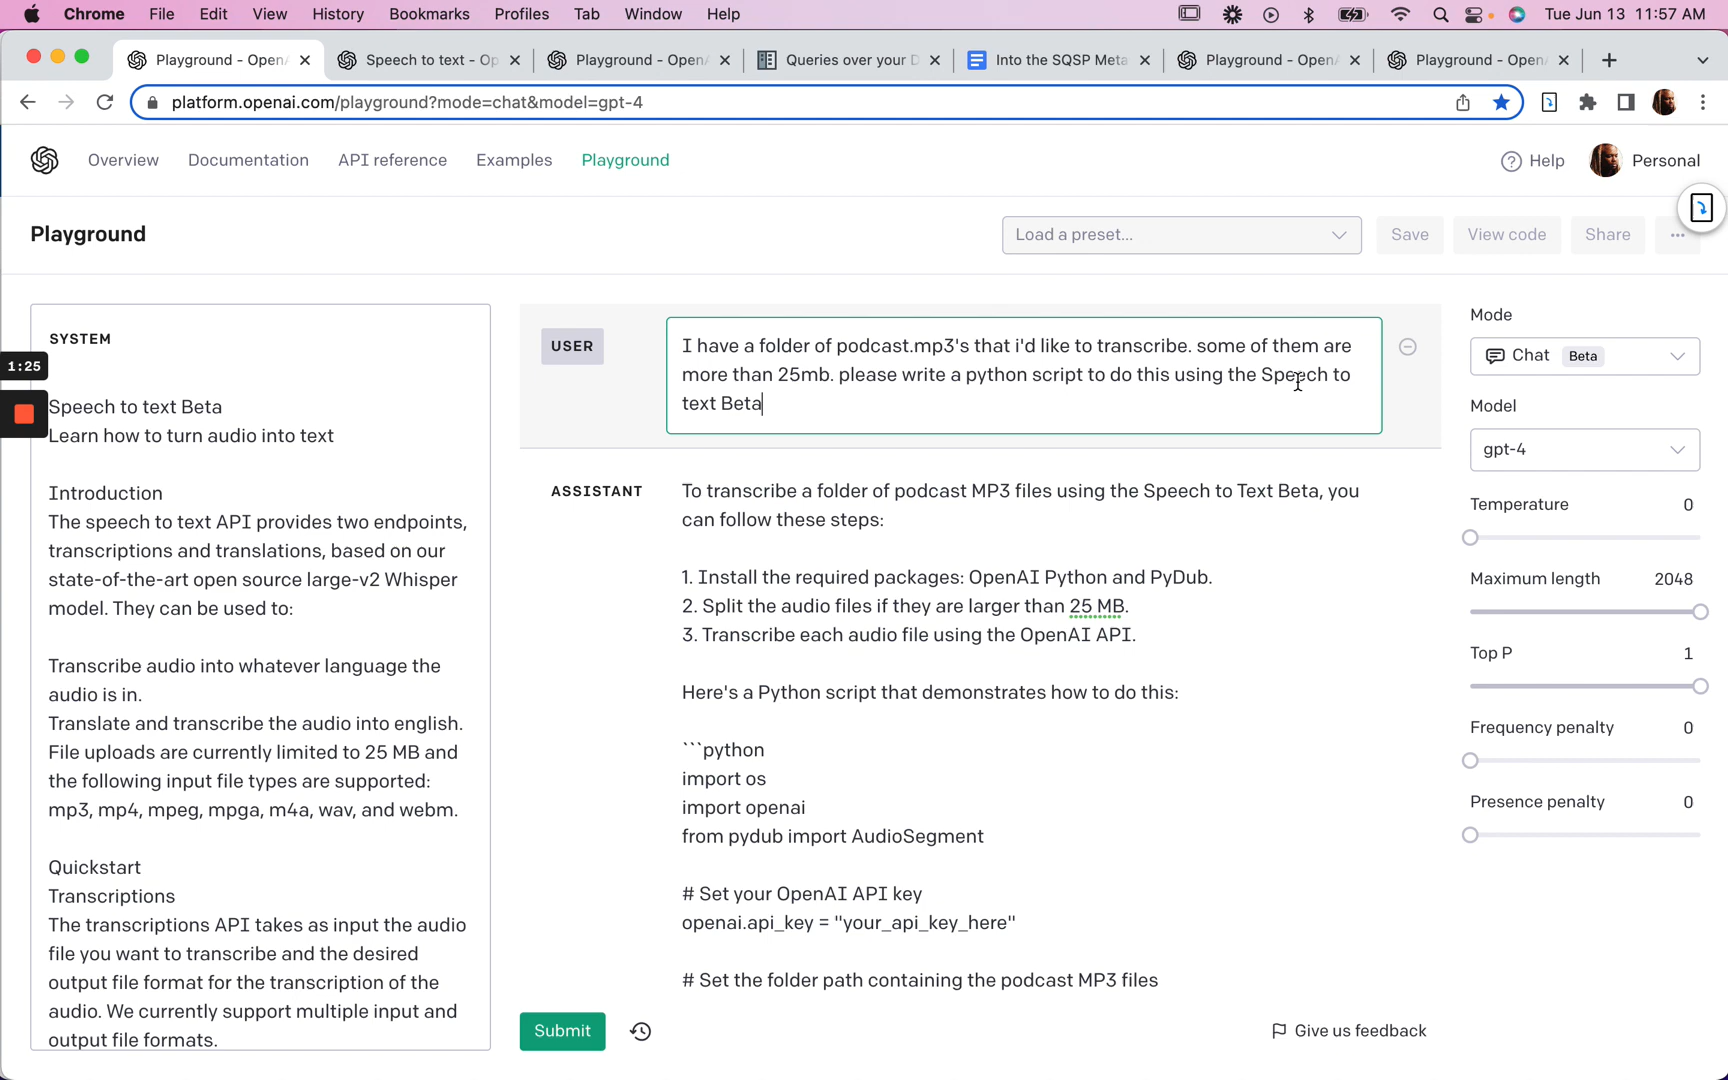 Chrome File Edit View History Bookmarks Profiles Tab Window Help Tue Jun 13 11:57 AM
Playground - OpenA Speech to text - Op Playground - OpenA Queries over your D Into the SQSP Meta Playground - OpenA Playground - OpenA
platform.openai.com/playground?mode=chat&model=gpt-4
Overview Documentation API reference Examples Playground Help Personal
Playground Load a preset... Save View code Share ...
SYSTEM
Speech to text Beta
Learn how to turn audio into text
Introduction
The speech to text API provides two endpoints,
transcriptions and translations, based on our
state-of-the-art open source large-v2 Whisper
model. They can be used to:
Transcribe audio into whatever language the
audio is in.
Translate and transcribe the audio into english.
File uploads are currently limited to 25 MB and
the following input file types are supported:
mp3, mp4, mpeg, mpga, m4a, wav, and webm.
Quickstart
Transcriptions
The transcriptions API takes as input the audio
file you want to transcribe and the desired
output file format for the transcription of the
audio. We currently support multiple input and
output file formats.
1:25
USER
I have a folder of podcast.mp3's that i'd like to transcribe. some of them are
more than 25mb. please write a python script to do this using the Speech to
text Beta
ASSISTANT
To transcribe a folder of podcast MP3 files using the Speech to Text Beta, you
can follow these steps:
1. Install the required packages: OpenAI Python and PyDub.
2. Split the audio files if they are larger than 25 MB.
3. Transcribe each audio file using the OpenAI API.
Here's a Python script that demonstrates how to do this:
```python
import os
import openai
from pydub import AudioSegment
# Set your OpenAI API key
openai.api_key = "your_api_key_here"
# Set the folder path containing the podcast MP3 files
Submit
Give us feedback
Mode
Chat Beta
Model
gpt-4
Temperature 0
Maximum length 2048
Top P 1
Frequency penalty 0
Presence penalty 0